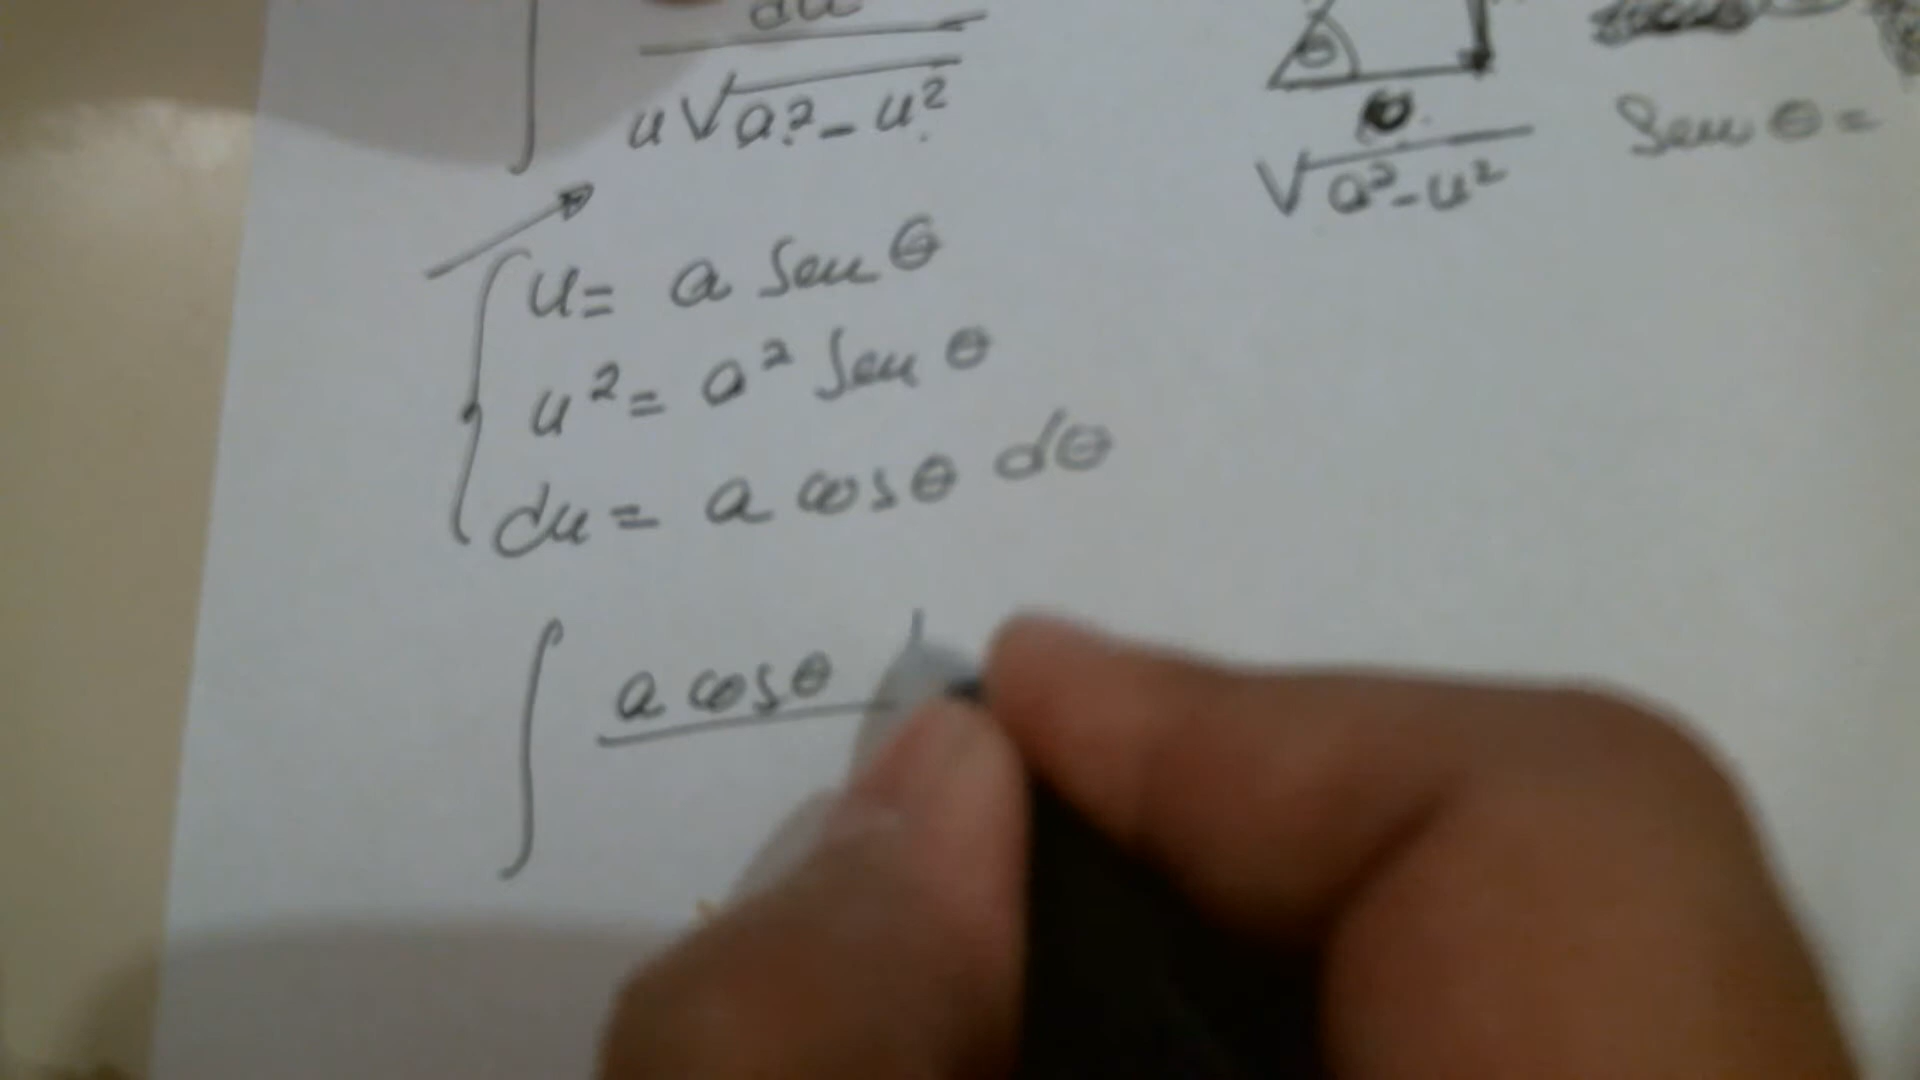 ∫ du
u√a²-u²
θ
√a²-u²
Sen θ =
u = a Sen θ
u² = a² Sen θ
du = a cos θ dθ
∫ a cos θ